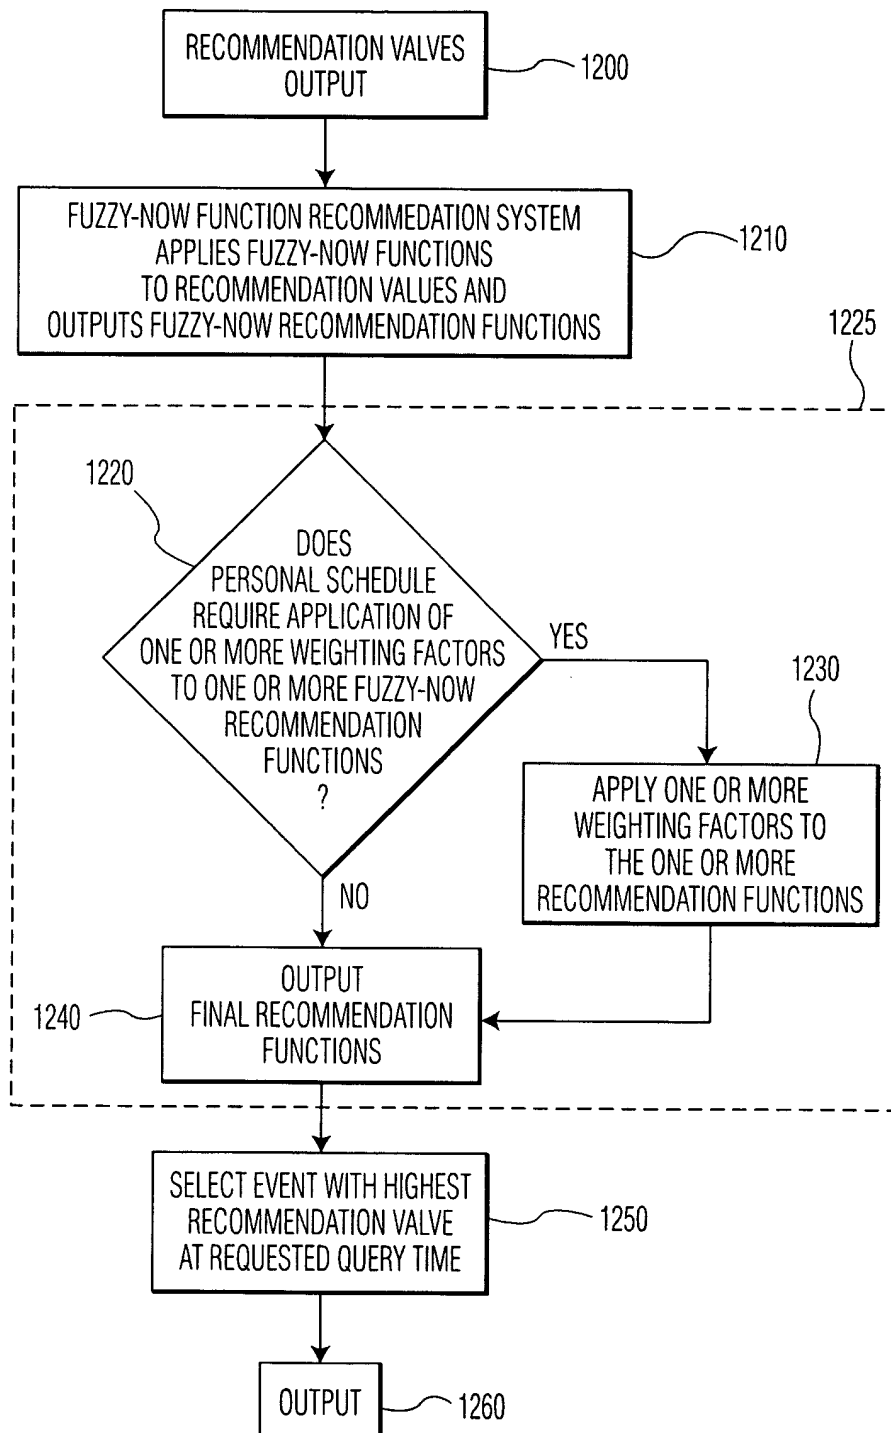 RECOMMENDATION VALVES
OUTPUT
1200
FUZZY-NOW FUNCTION RECOMMEDATION SYSTEM
APPLIES FUZZY-NOW FUNCTIONS
TO RECOMMENDATION VALUES AND
OUTPUTS FUZZY-NOW RECOMMENDATION FUNCTIONS
1210
1225
1220
DOES
PERSONAL SCHEDULE
REQUIRE APPLICATION OF
ONE OR MORE WEIGHTING FACTORS
TO ONE OR MORE FUZZY-NOW
RECOMMENDATION
FUNCTIONS
?
YES
1230
APPLY ONE OR MORE
WEIGHTING FACTORS TO
THE ONE OR MORE
RECOMMENDATION FUNCTIONS
NO
OUTPUT
FINAL RECOMMENDATION
FUNCTIONS
1240
SELECT EVENT WITH HIGHEST
RECOMMENDATION VALVE
AT REQUESTED QUERY TIME
1250
OUTPUT
1260